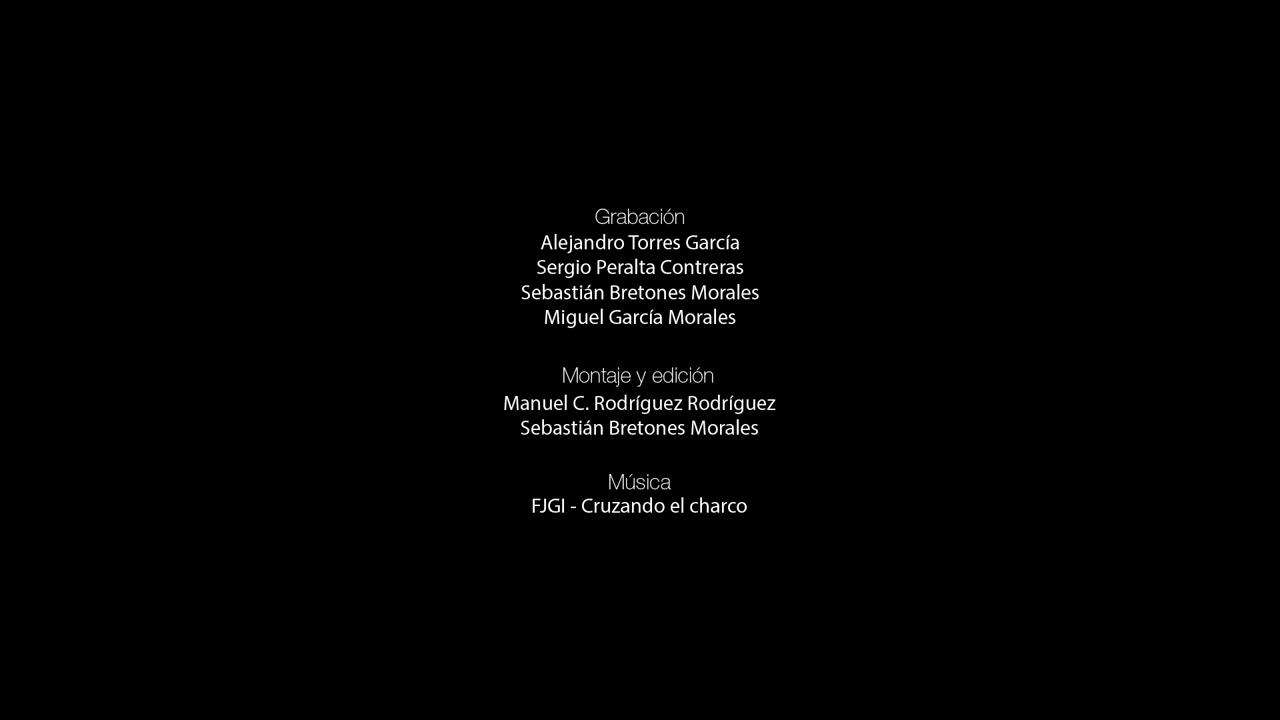 Grabación
Alejandro Torres García
Sergio Peralta Contreras
Sebastián Bretones Morales
Miguel García Morales
Montaje y edición
Manuel C. Rodríguez Rodríguez
Sebastián Bretones Morales
Música
FJGI - Cruzando el charco